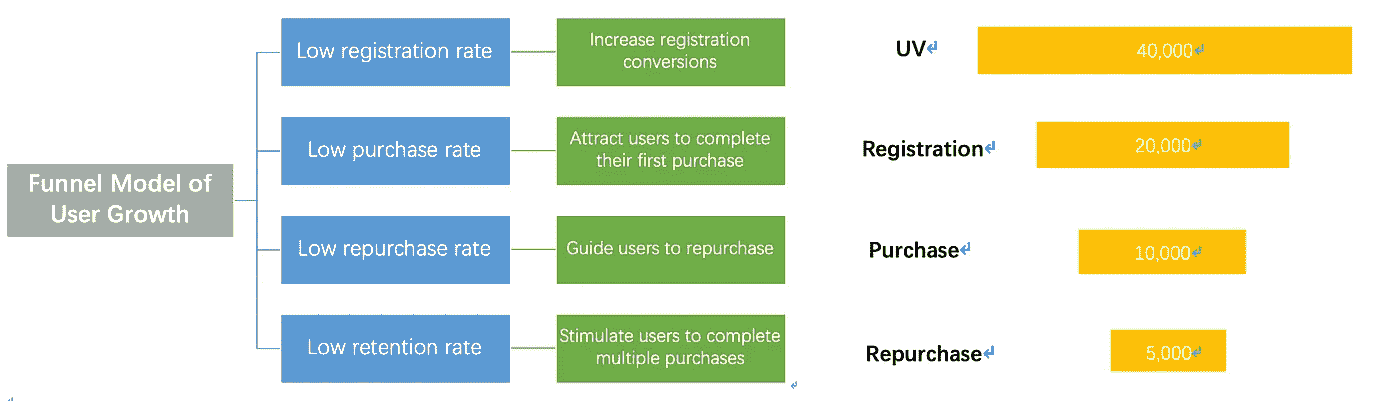 Funnel Model of
User Growth
Low registration rate
Increase registration
conversions
Low purchase rate
Attract users to complete
their first purchase
Low repurchase rate
Guide users to repurchase
Low retention rate
Stimulate users to complete
multiple purchases
UV
40,000
Registration
20,000
Purchase
10,000
Repurchase
5,000